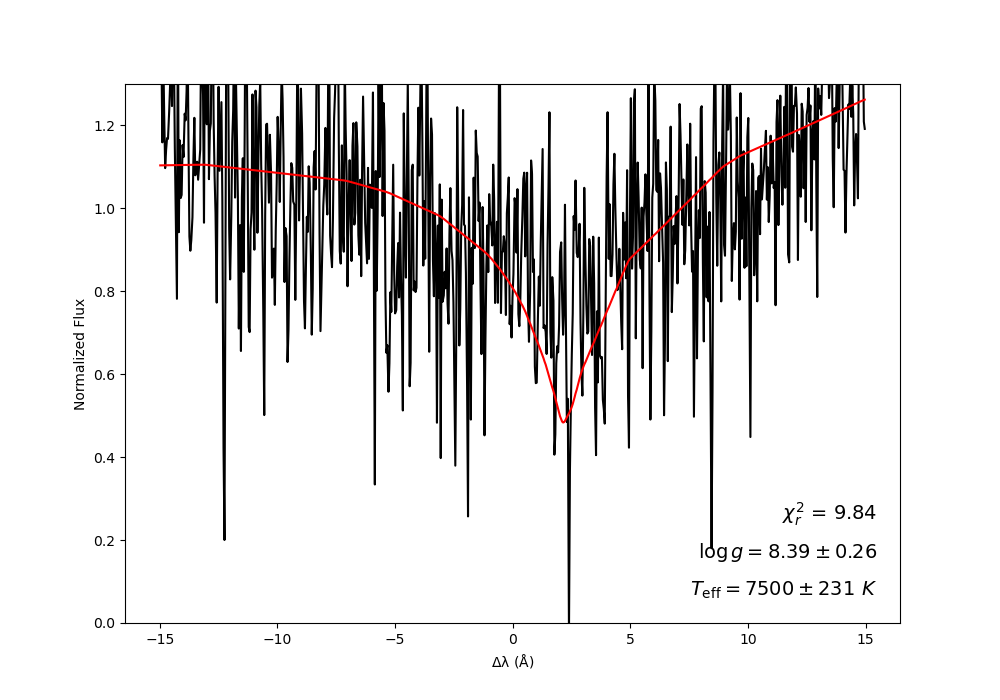 1.2
1.0
0.8
0.6
0.4
0.2
0.0
Normalized Flux
χ²ᵣ = 9.84
log g = 8.39 ± 0.26
T_eff = 7500 ± 231 K
−15 −10 −5 0 5 10 15
Δλ (Å)